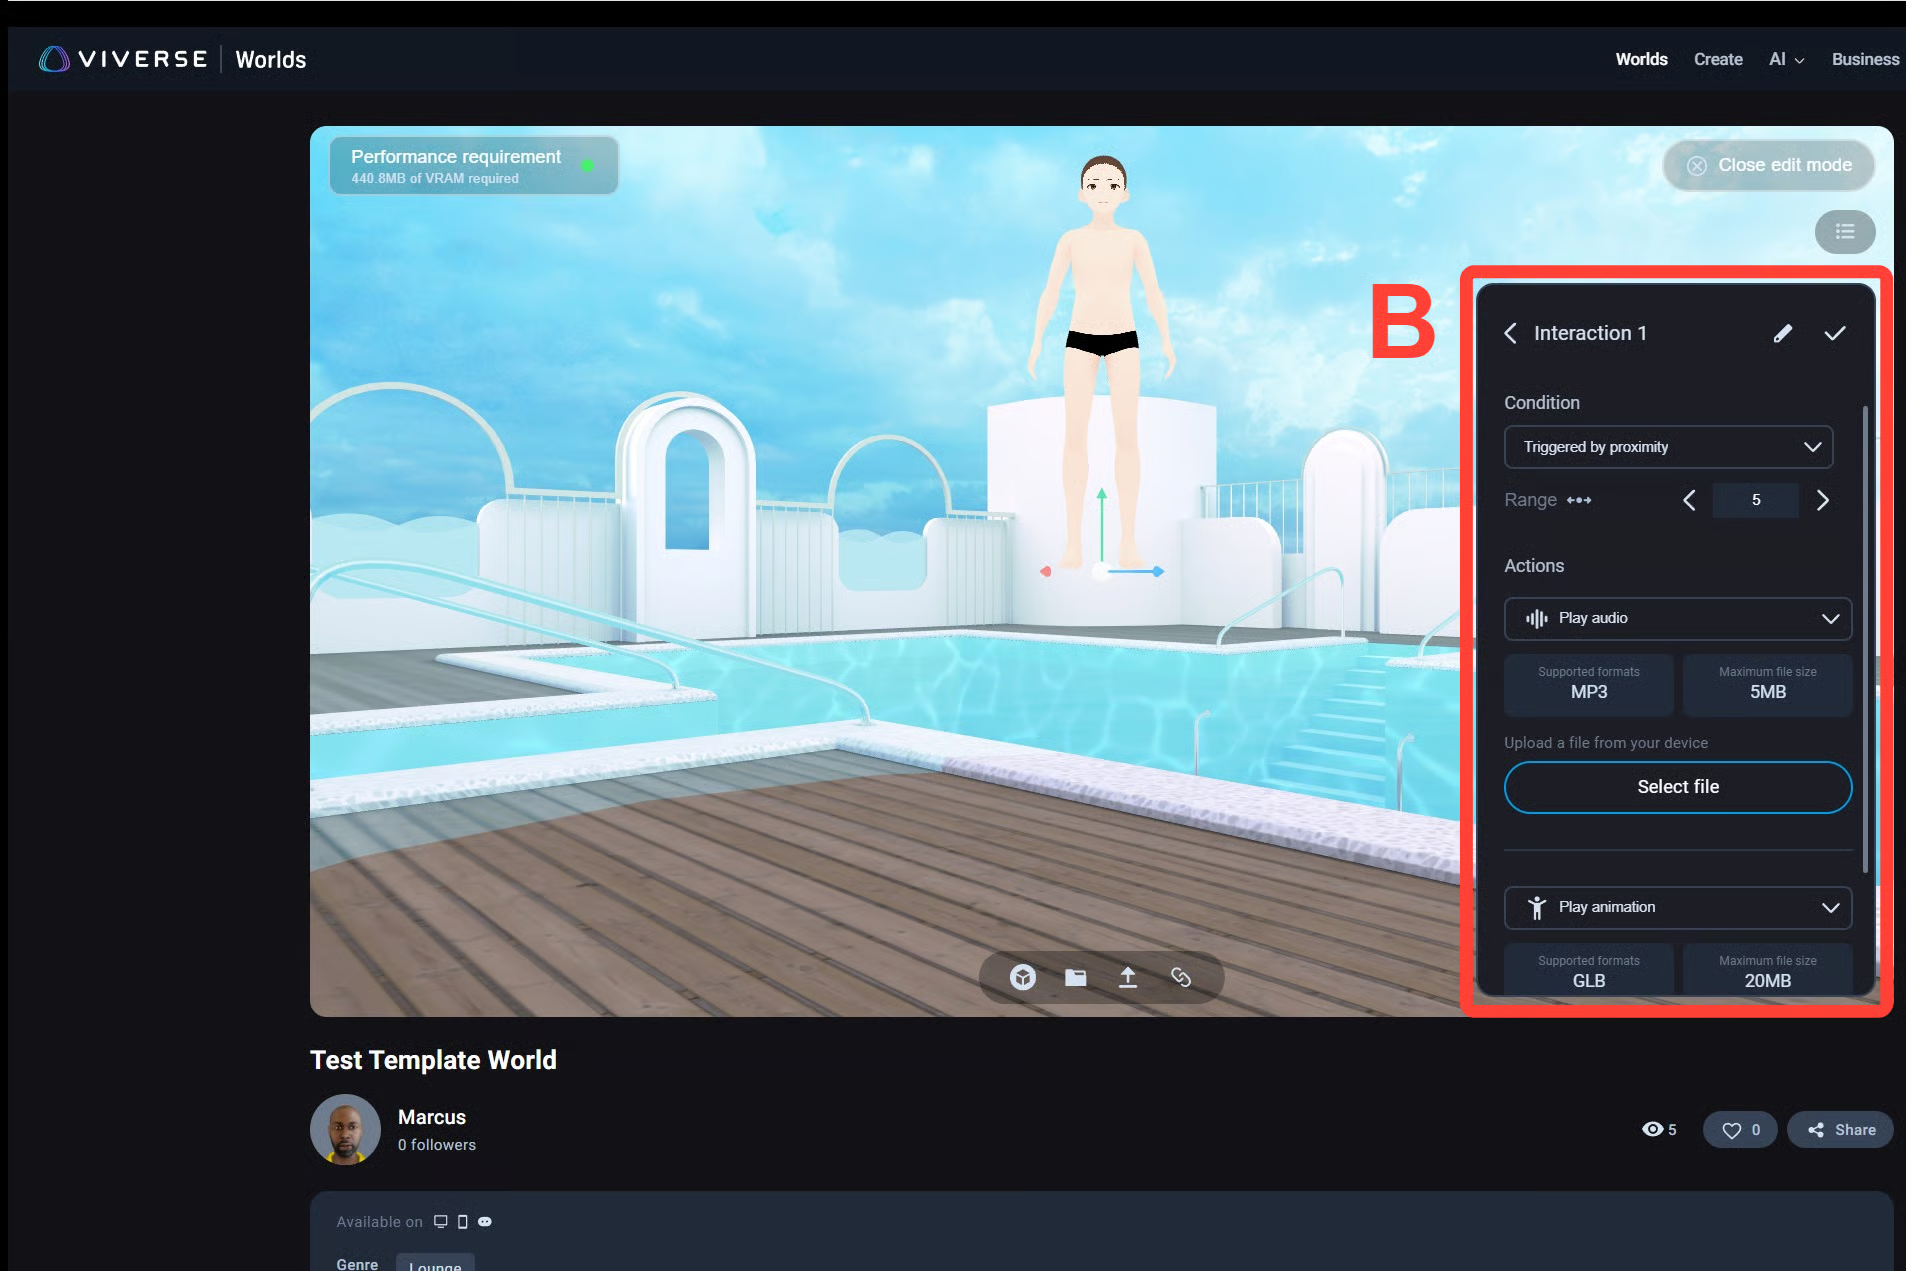 VIVERSE | Worlds
Worlds Create AI Business
Performance requirement
440.8MB of VRAM required
Close edit mode
B
Interaction 1
Condition
Triggered by proximity
Range
5
Actions
Play audio
Supported formats
MP3
Maximum file size
5MB
Upload a file from your device
Select file
Play animation
Supported formats
GLB
Maximum file size
20MB
Test Template World
Marcus
0 followers
5
0
Share
Available on
Genre
Lounge